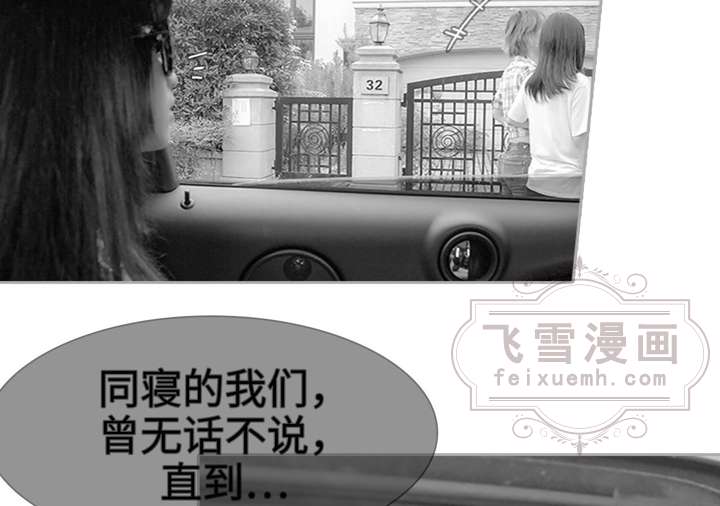 32
飞雪漫画
feixuemh.com
同寝的我们，
曾无话不说，
直到...